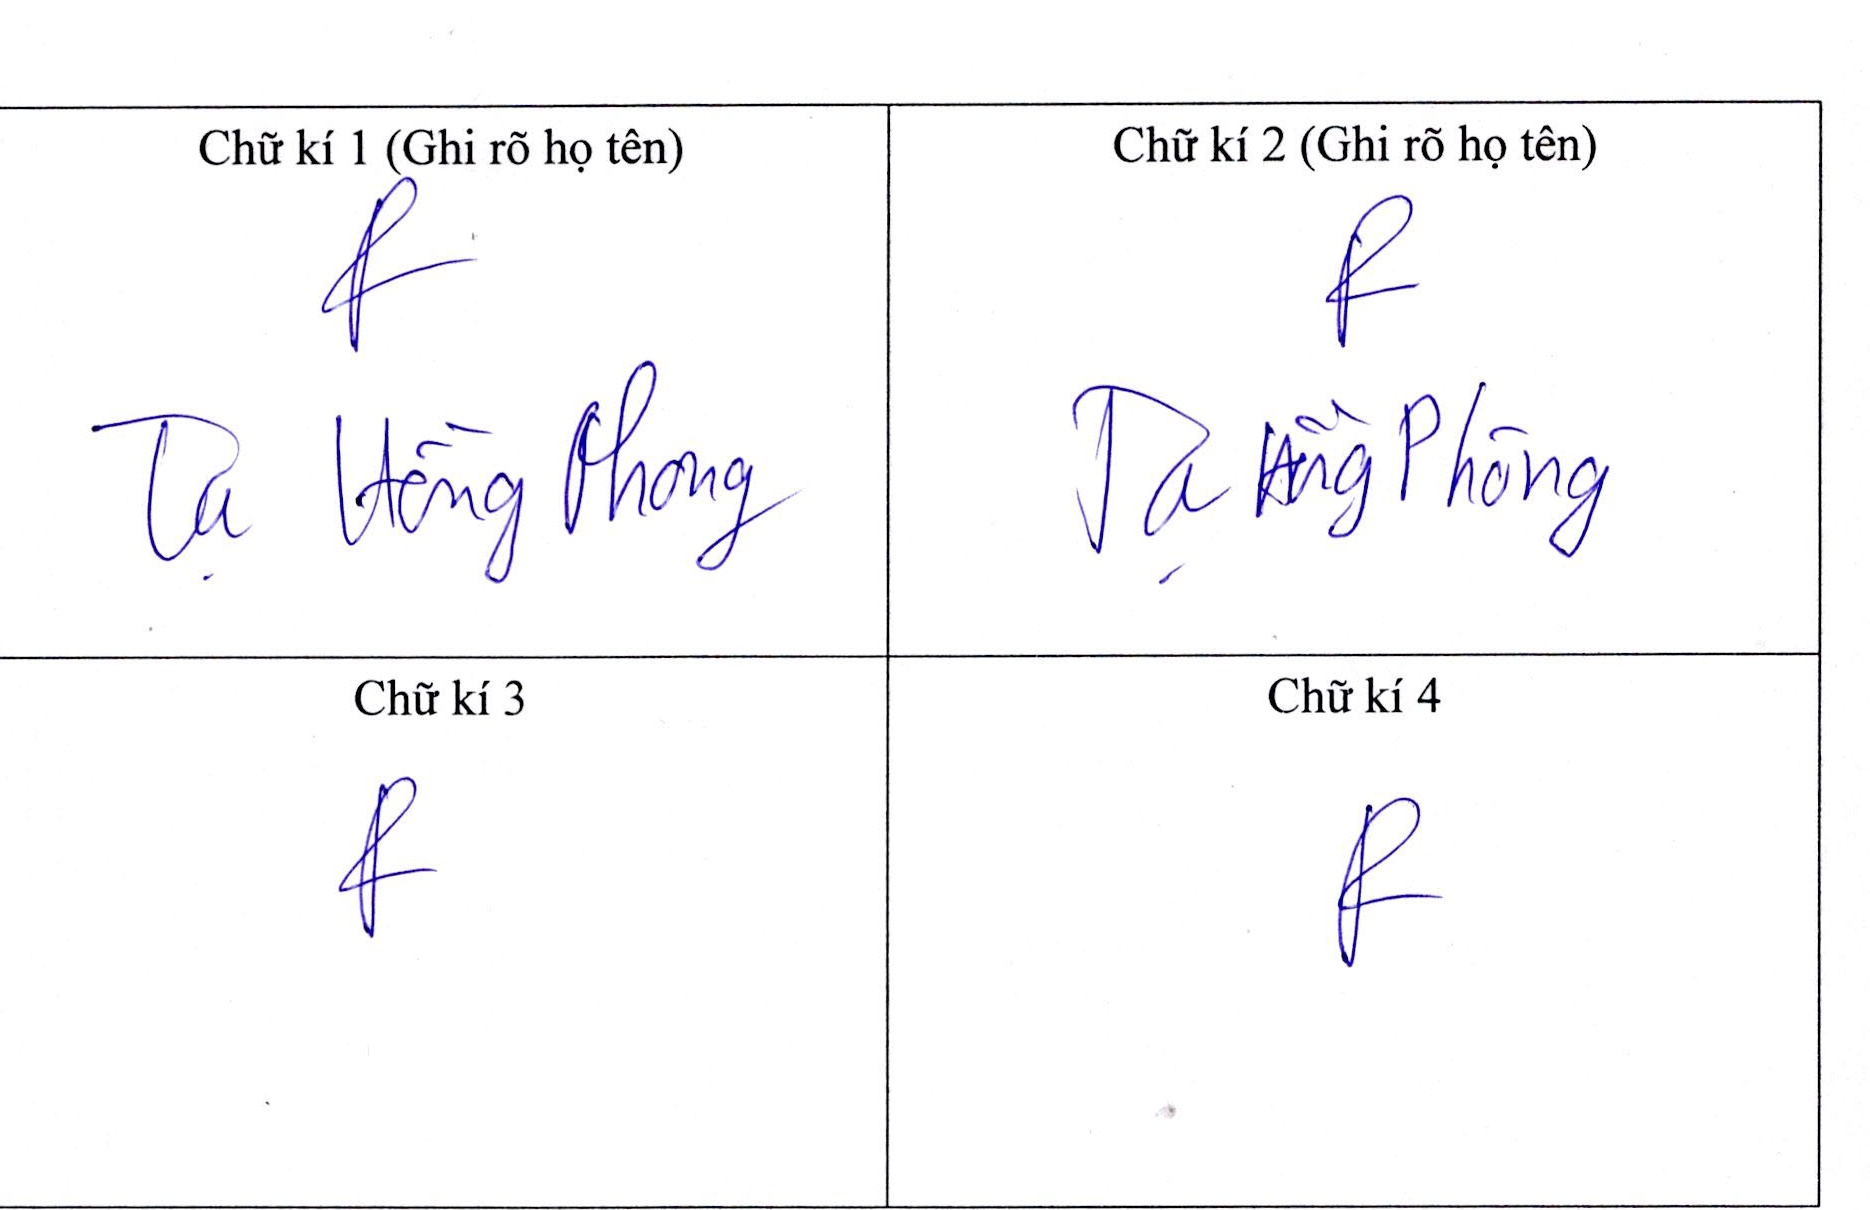 Chữ kí 1 (Ghi rõ họ tên)
Tạ Hồng Phong
Chữ kí 2 (Ghi rõ họ tên)
Tạ Hồng Phong
Chữ kí 3
Chữ kí 4